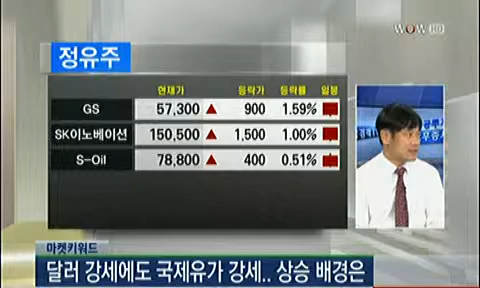 WOW HD
정유주
현재가 등락가 등락률 일봉
GS 57,300 ▲ 900 1.59%
SK이노베이션 150,500 ▲ 1,500 1.00%
S-Oil 78,800 ▲ 400 0.51%
마켓키워드
달러 강세에도 국제유가 강세.. 상승 배경은